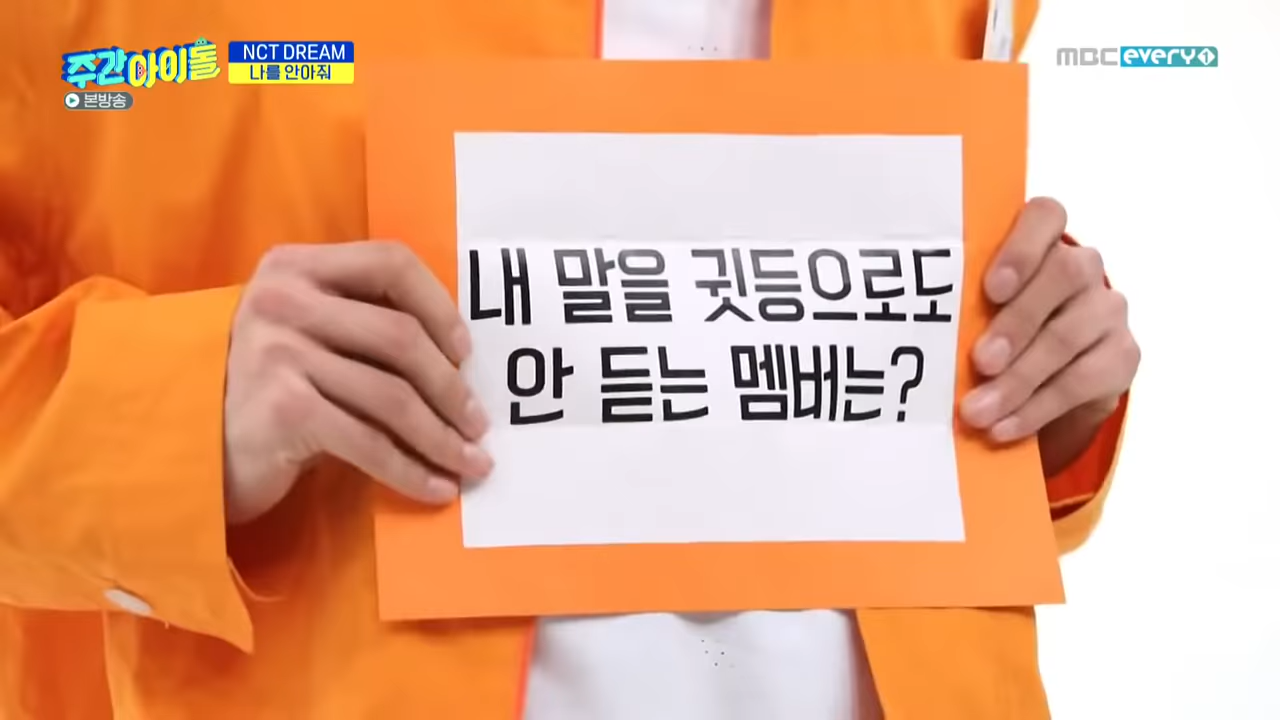 주간아이돌
본방송
NCT DREAM
나를 안아줘
MBC every1
내 말을 귓등으로도
안 듣는 멤버는?